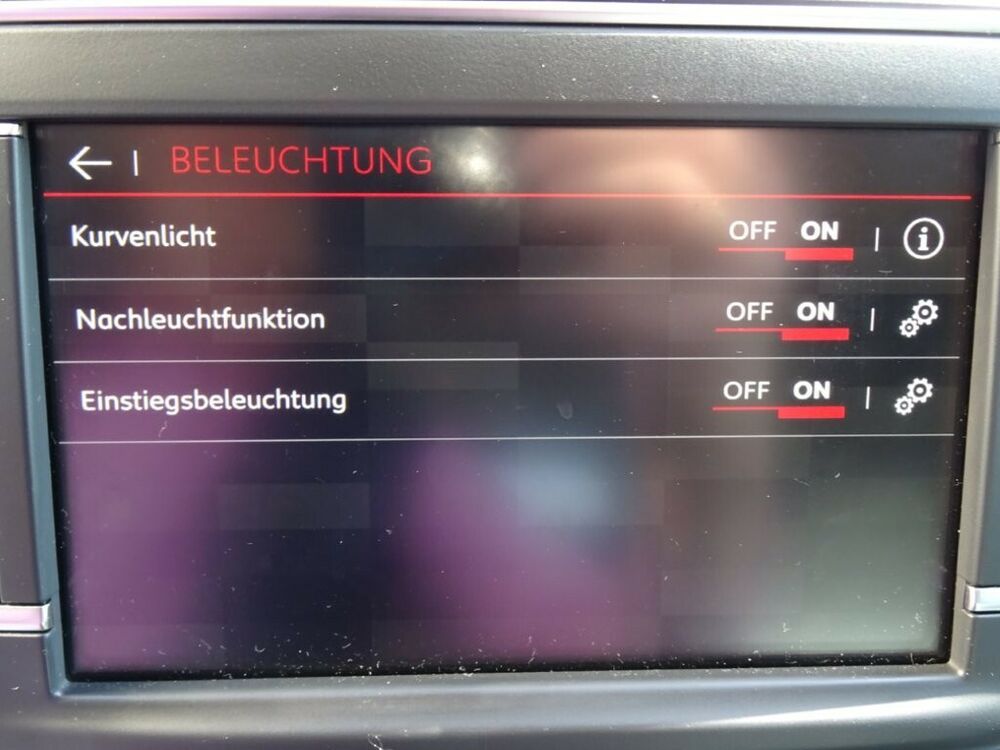 BELEUCHTUNG
Kurvenlicht OFF ON
Nachleuchtfunktion OFF ON
Einstiegsbeleuchtung OFF ON